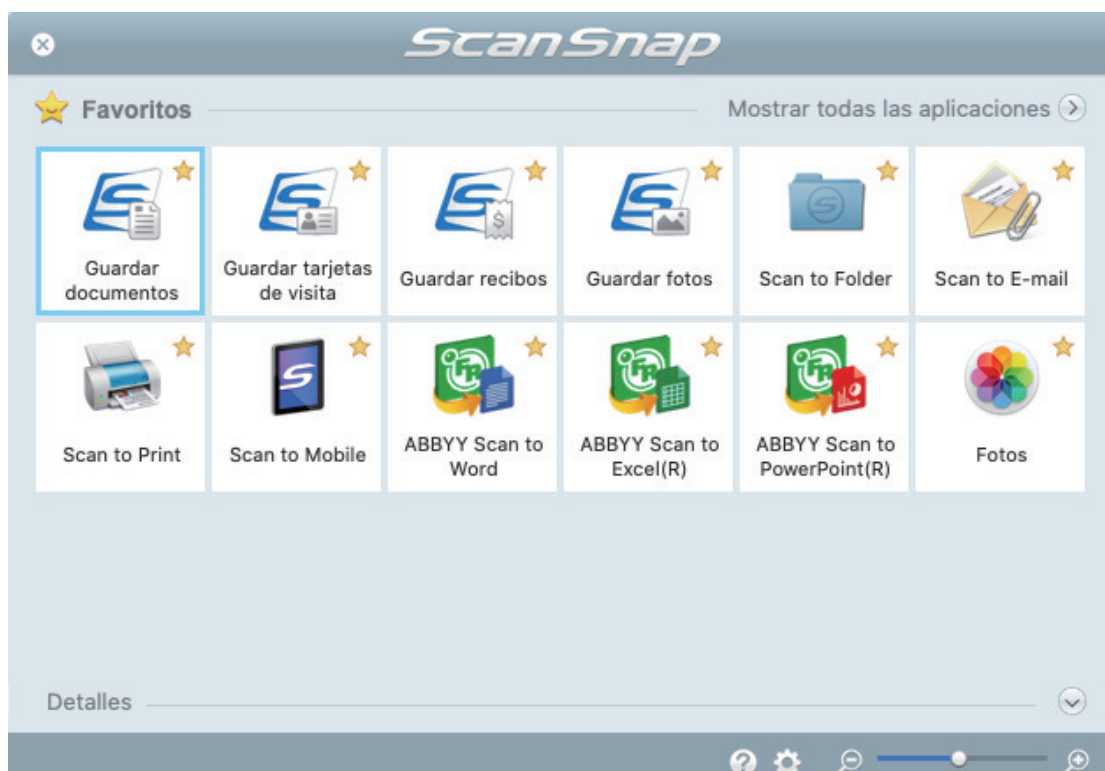 ScanSnap
Favoritos
Mostrar todas las aplicaciones
Guardar
documentos
Guardar tarjetas
de visita
Guardar recibos
Guardar fotos
Scan to Folder
Scan to E-mail
Scan to Print
Scan to Mobile
ABBYY Scan to
Word
ABBYY Scan to
Excel(R)
ABBYY Scan to
PowerPoint(R)
Fotos
Detalles